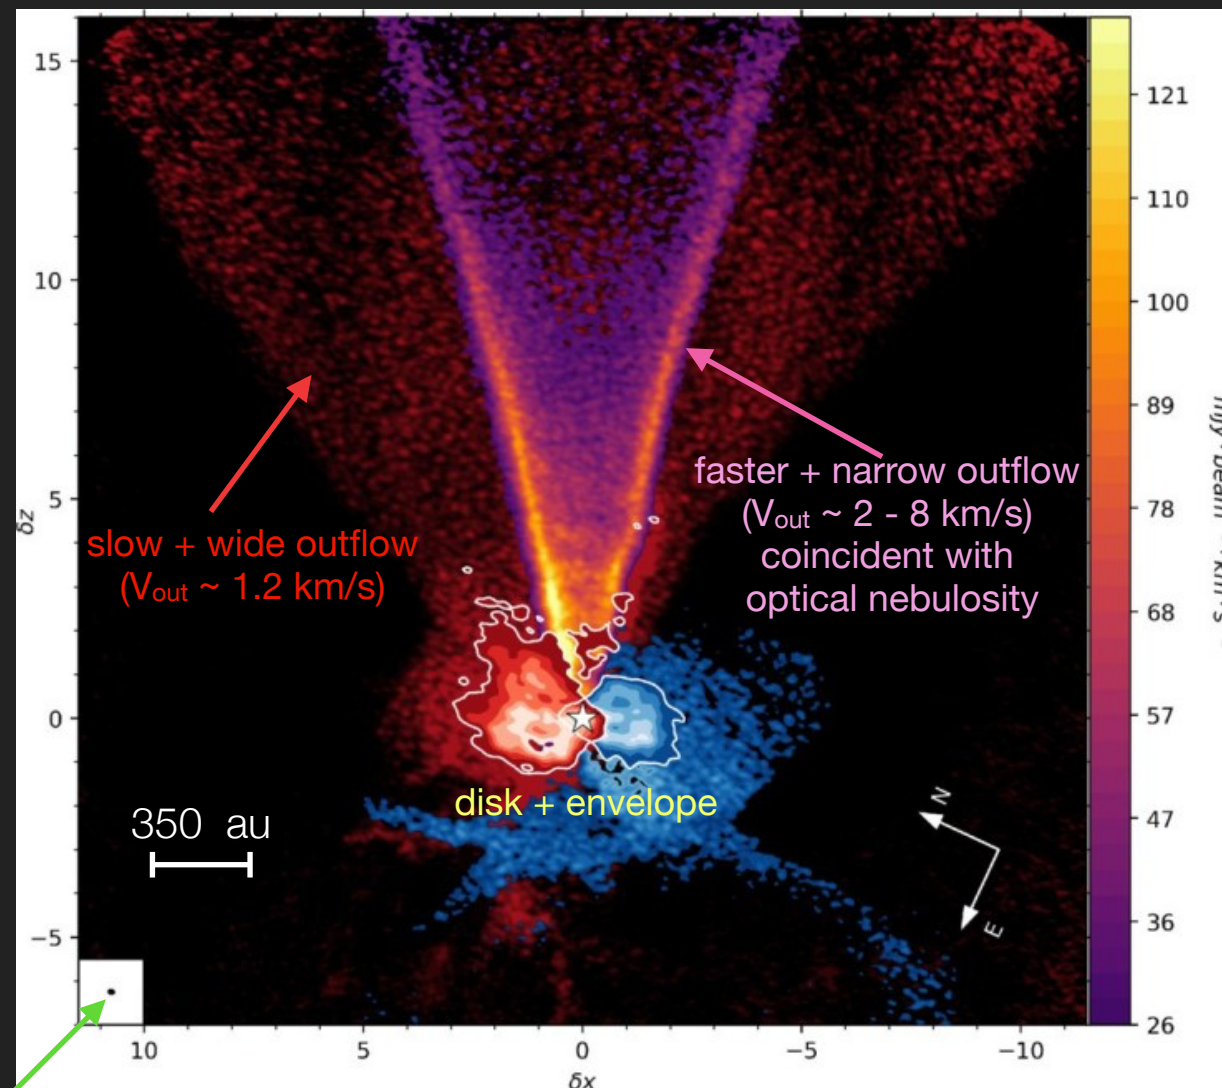 15
10
5
0
−5
δz
slow + wide outflow
(Vout ~ 1.2 km/s)
faster + narrow outflow
(Vout ~ 2 - 8 km/s)
coincident with
optical nebulosity
disk + envelope
350 au
N
E
10
5
0
−5
−10
δx
121
110
100
89
78
68
57
47
36
26